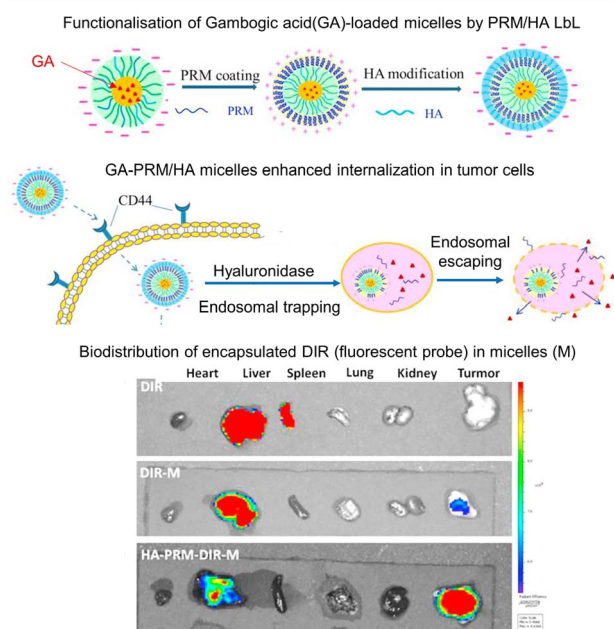 Functionalisation of Gambogic acid(GA)-loaded micelles by PRM/HA LbL
GA
PRM coating
PRM
HA modification
HA
GA-PRM/HA micelles enhanced internalization in tumor cells
CD44
Hyaluronidase
Endosomal trapping
Endosomal
escaping
Biodistribution of encapsulated DIR (fluorescent probe) in micelles (M)
Heart Liver Spleen Lung Kidney Turmor
DIR
DIR-M
HA-PRM-DIR-M